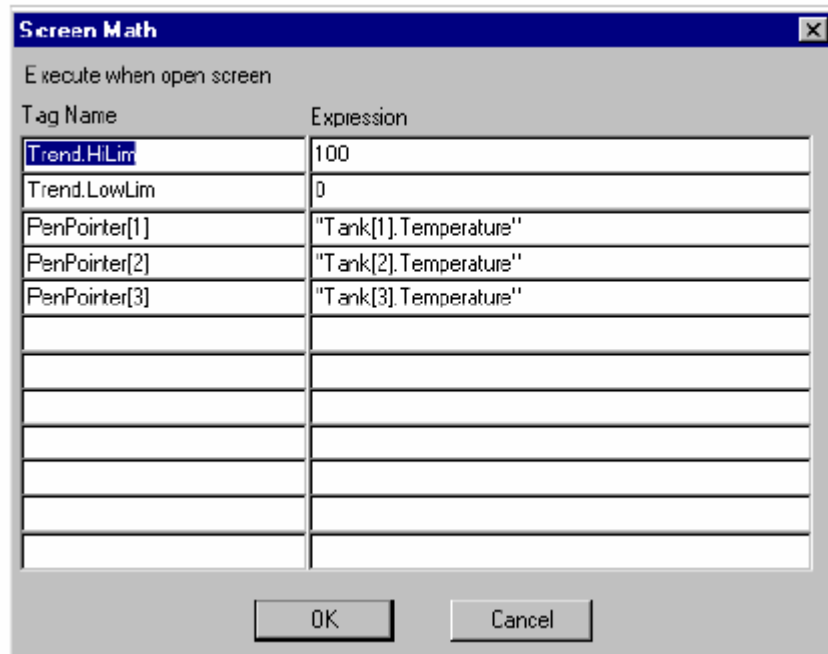 Screen Math
Execute when open screen
Tag Name Expression
Trend.HiLim 100
Trend.LowLim 0
PenPointer[1] "Tank[1].Temperature"
PenPointer[2] "Tank[2].Temperature"
PenPointer[3] "Tank[3].Temperature"
OK Cancel